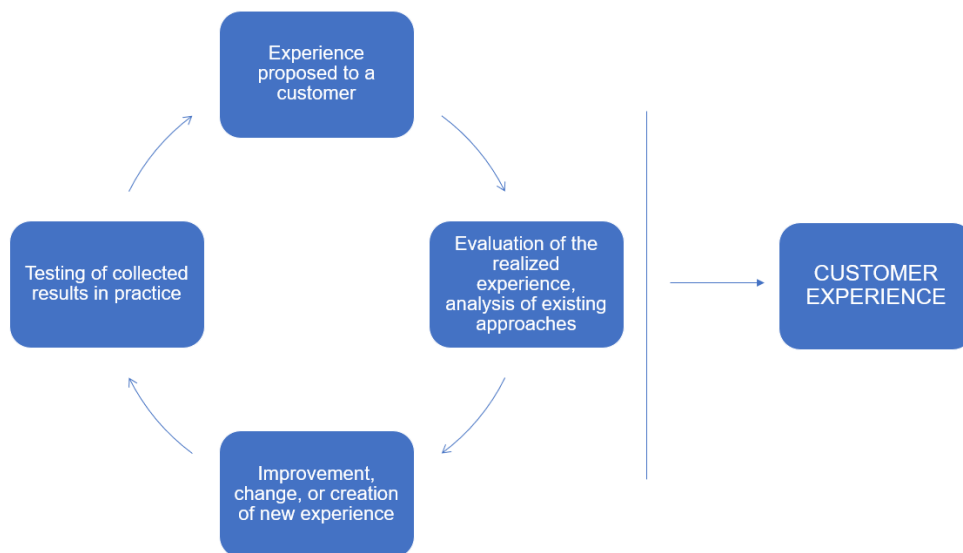 Experience
proposed to a
customer
Evaluation of the
realized
experience,
analysis of existing
approaches
Improvement,
change, or creation
of new experience
Testing of collected
results in practice
CUSTOMER
EXPERIENCE